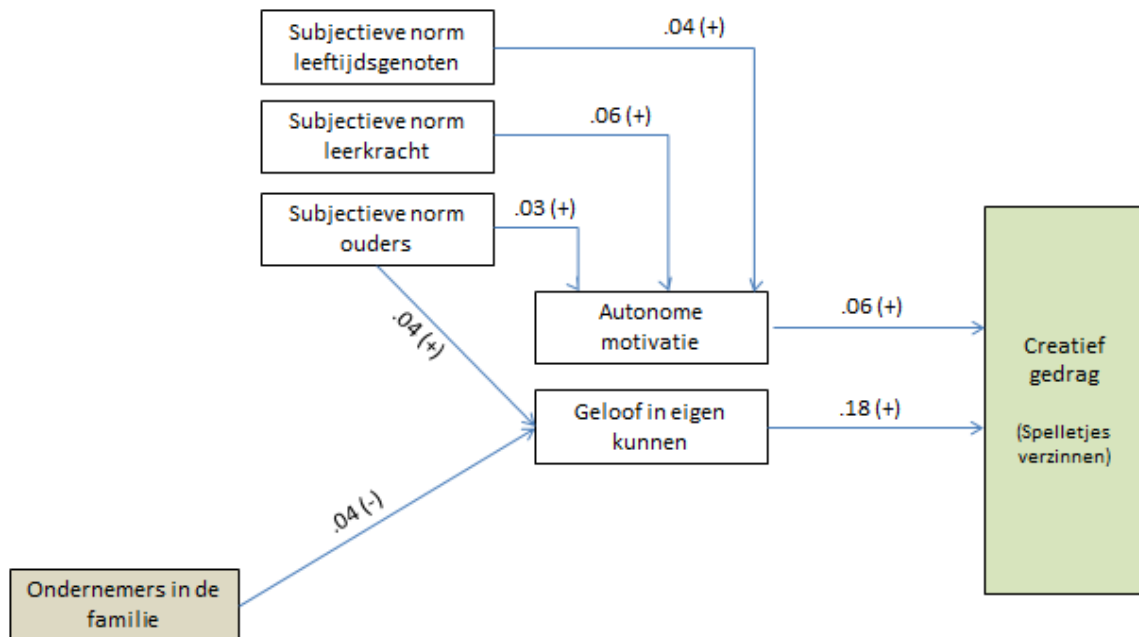 Subjectieve norm
leeftijdsgenoten
.04 (+)
Subjectieve norm
leerkracht
.06 (+)
Subjectieve norm
ouders
.03 (+)
.04 (+)
Autonome
motivatie
.06 (+)
Geloof in eigen
kunnen
.18 (+)
Creatief
gedrag
(Spelletjes
verzinnen)
.04 (-)
Ondernemers in de
familie